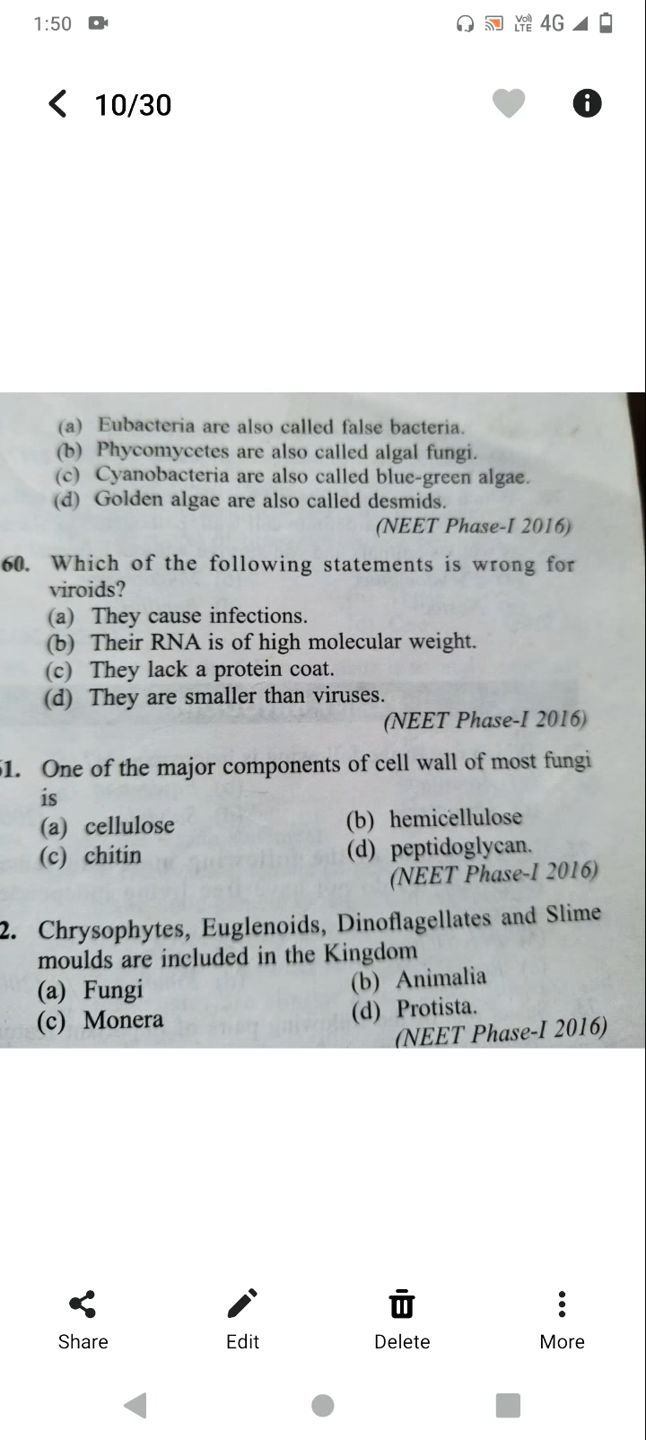 1:50
Vo) LTE 4G
10/30
(a) Eubacteria are also called false bacteria.
(b) Phycomycetes are also called algal fungi.
(c) Cyanobacteria are also called blue-green algae.
(d) Golden algae are also called desmids.
(NEET Phase-I 2016)
60. Which of the following statements is wrong for
viroids?
(a) They cause infections.
(b) Their RNA is of high molecular weight.
(c) They lack a protein coat.
(d) They are smaller than viruses.
(NEET Phase-I 2016)
1. One of the major components of cell wall of most fungi
is
(a) cellulose (b) hemicellulose
(c) chitin (d) peptidoglycan.
(NEET Phase-I 2016)
2. Chrysophytes, Euglenoids, Dinoflagellates and Slime
moulds are included in the Kingdom
(a) Fungi (b) Animalia
(c) Monera (d) Protista.
(NEET Phase-I 2016)
Share Edit Delete More